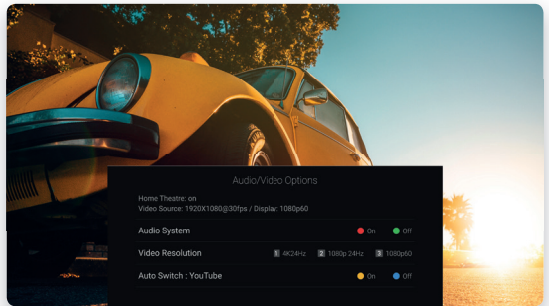 Audio/Video Options
Home Theatre: on
Video Source: 1920X1080@30fps / Display: 1080p60
Audio System On Off
Video Resolution 1 4K24Hz 2 1080p 24Hz 3 1080p60
Auto Switch : YouTube On Off